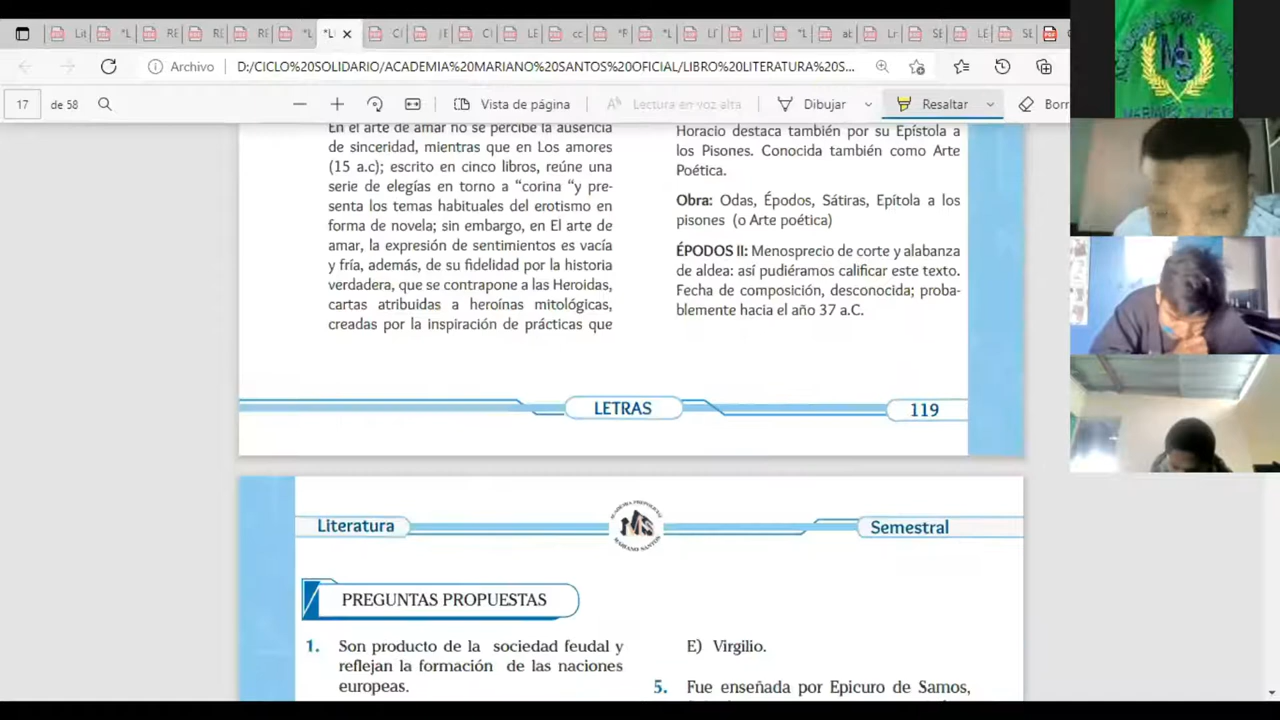 Archivo
D:/CICLO%20SOLIDARIO/ACADEMIA%20MARIANO%20SANTOS%20OFICIAL/LIBRO%20LITERATURA%20S...
17 de 58
Vista de página
Lectura en voz alta
Dibujar
Resaltar
Borr
En el arte de amar no se percibe la ausencia
de sinceridad, mientras que en Los amores
(15 a.c); escrito en cinco libros, reúne una
serie de elegías en torno a “corina “y pre-
senta los temas habituales del erotismo en
forma de novela; sin embargo, en El arte de
amar, la expresión de sentimientos es vacía
y fría, además, de su fidelidad por la historia
verdadera, que se contrapone a las Heroidas,
cartas atribuidas a heroínas mitológicas,
creadas por la inspiración de prácticas que
Horacio destaca también por su Epístola a
los Pisones. Conocida también como Arte
Poética.
Obra: Odas, Épodos, Sátiras, Epítola a los
pisones (o Arte poética)
ÉPODOS II: Menosprecio de corte y alabanza
de aldea: así pudiéramos calificar este texto.
Fecha de composición, desconocida; proba-
blemente hacia el año 37 a.C.
LETRAS
119
Literatura
Semestral
PREGUNTAS PROPUESTAS
1. Son producto de la sociedad feudal y
reflejan la formación de las naciones
europeas.
E) Virgilio.
5. Fue enseñada por Epicuro de Samos,